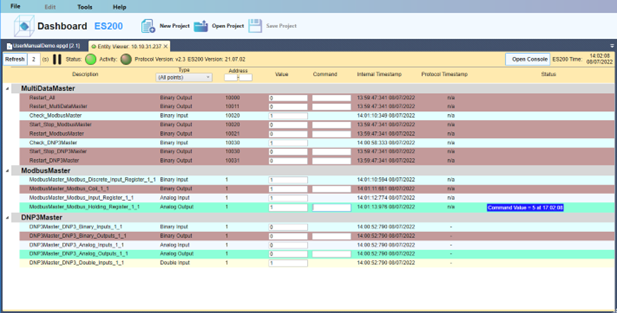 File Edit Tools Help
Dashboard ES200 New Project Open Project Save Project
UserManualDemo.apgl [2 1] Entity Viewer: 10.10.31.237
Refresh 2 (s) Status: Activity: Protocol Version: v2.3 ES200 Version: 21.07.02 Open Console ES200 Time: 14:02:08 08/07/2022
Description Type (All points) Address Value Command Internal Timestamp Protocol Timestamp Status
MultiDataMaster
Restart_All Binary Output 10000 0 13:59:47:341 08/07/2022 n/a
Restart_MultiDataMaster Binary Output 10011 0 13:59:47:341 08/07/2022 n/a
Check_ModbusMaster Binary Input 10020 1 14:01:10:349 08/07/2022 n/a
Start_Stop_ModbusMaster Binary Output 10020 0 13:59:47:341 08/07/2022 n/a
Restart_ModbusMaster Binary Output 10021 0 13:59:47:341 08/07/2022 n/a
Check_DNP3Master Binary Input 10030 1 14:00:58:333 08/07/2022 n/a
Start_Stop_DNP3Master Binary Output 10030 0 13:59:47:341 08/07/2022 n/a
Restart_DNP3Master Binary Output 10031 0 13:59:47:341 08/07/2022 n/a
ModbusMaster
ModbusMaster_Modbus_Discrete_Input_Register_1_1 Binary Input 1 1 14:01:10:594 08/07/2022 n/a
ModbusMaster_Modbus_Coil_1_1 Binary Output 1 1 14:01:11:681 08/07/2022 n/a
ModbusMaster_Modbus_Input_Register_1_1 Analog Input 1 1 14:01:12:774 08/07/2022 n/a
ModbusMaster_Modbus_Holding_Register_1_1 Analog Output 1 1 14:01:13:976 08/07/2022 n/a Command Value = 5 at 17:02:08
DNP3Master
DNP3Master_DNP3_Binary_Inputs_1_1 Binary Input 1 0 14:00:52:790 08/07/2022 -
DNP3Master_DNP3_Binary_Outputs_1_1 Binary Output 1 0 14:00:52:790 08/07/2022 -
DNP3Master_DNP3_Analog_Inputs_1_1 Analog Input 1 0 14:00:52:790 08/07/2022 -
DNP3Master_DNP3_Analog_Outputs_1_1 Analog Output 1 0 14:00:52:790 08/07/2022 -
DNP3Master_DNP3_Double_Inputs_1_1 Double Input 1 1 14:00:52:790 08/07/2022 -